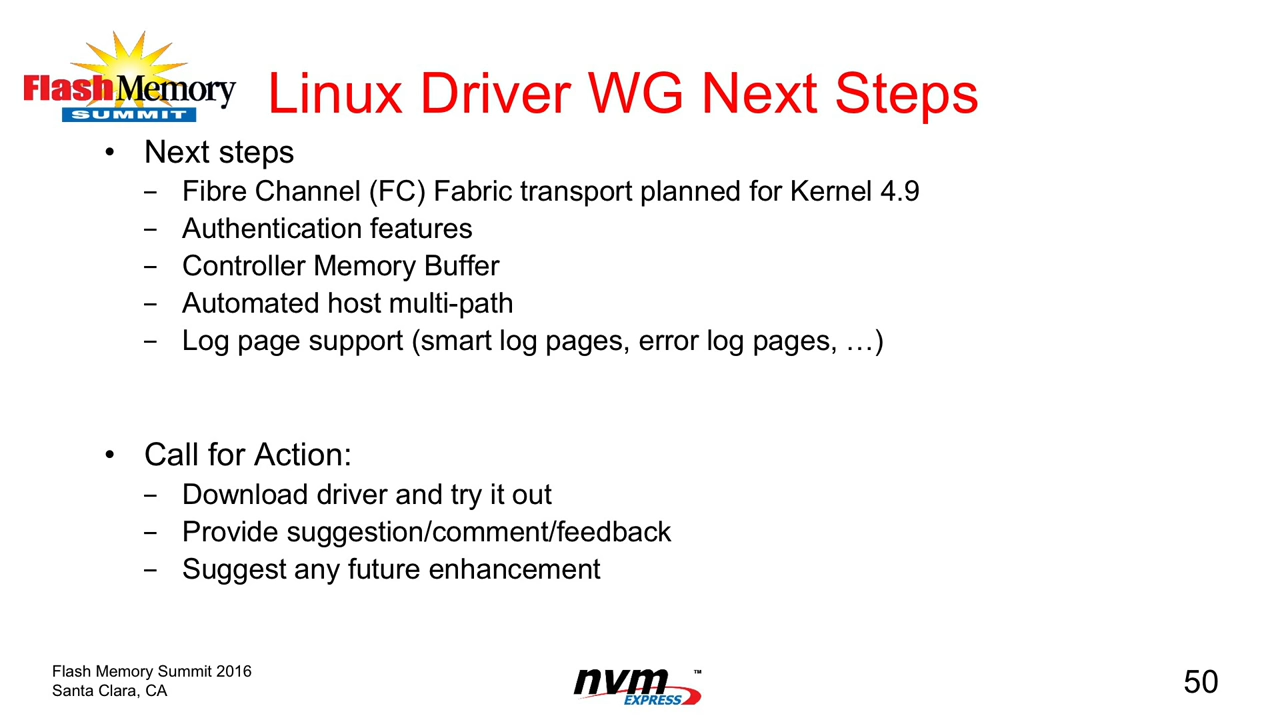 Flash Memory
SUMMIT
Linux Driver WG Next Steps
• Next steps
– Fibre Channel (FC) Fabric transport planned for Kernel 4.9
– Authentication features
– Controller Memory Buffer
– Automated host multi-path
– Log page support (smart log pages, error log pages, …)
• Call for Action:
– Download driver and try it out
– Provide suggestion/comment/feedback
– Suggest any future enhancement
Flash Memory Summit 2016
Santa Clara, CA
nvm ™
EXPRESS
50